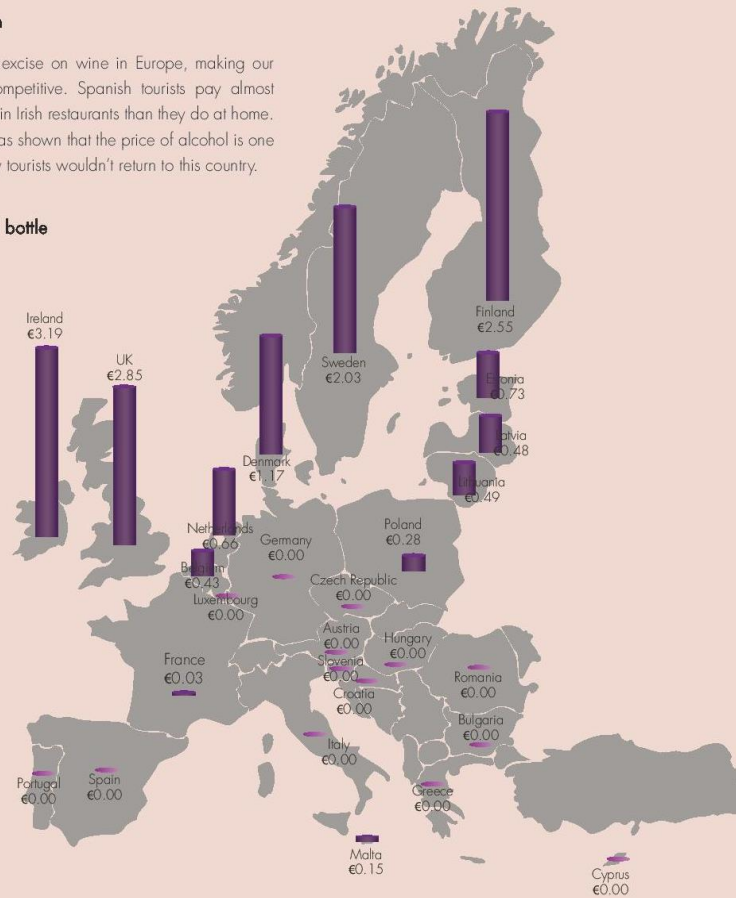 excise on wine in Europe, making our
Spanish tourists pay almost
in Irish restaurants than they do at home.
shown that the price of alcohol is one
tourists wouldn't return to this country.
bottle
Ireland
€3.19
UK
€2.85
Sweden
€2.03
Finland
€2.55
Estonia
€0.73
Latvia
€0.48
Lithuania
€0.49
Denmark
€1.17
Netherlands
€0.66
Belgium
€0.43
Luxembourg
€0.00
Germany
€0.00
Poland
€0.28
Czech Republic
€0.00
Austria
€0.00
Hungary
€0.00
Slovenia
€0.00
Croatia
€0.00
France
€0.03
Romania
€0.00
Bulgaria
€0.00
Italy
€0.00
Portugal
€0.00
Spain
€0.00
Greece
€0.00
Malta
€0.15
Cyprus
€0.00